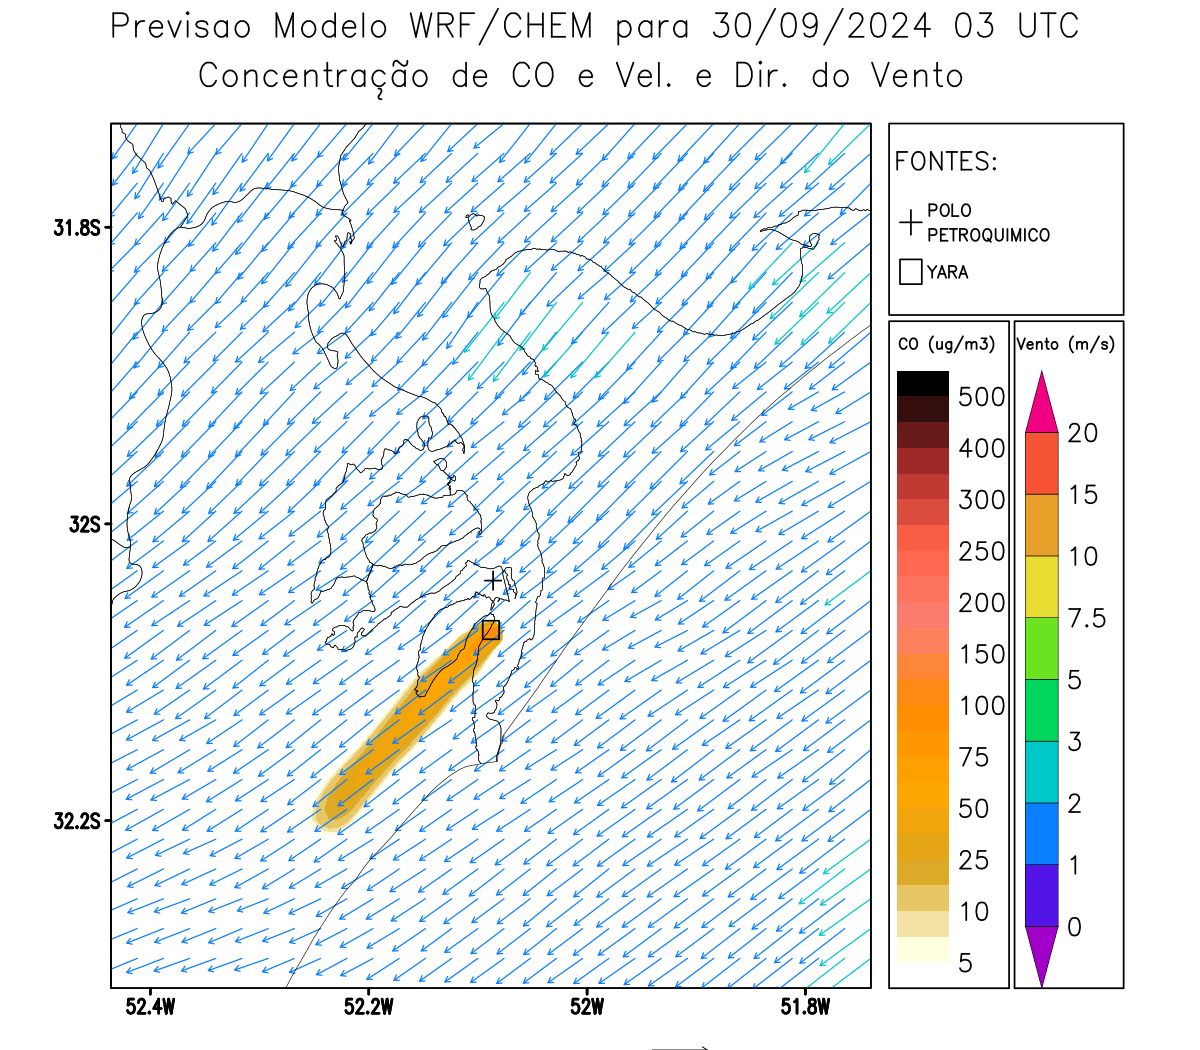 Previsao Modelo WRF/CHEM para 30/09/2024 03 UTC
Concentração de CO e Vel. e Dir. do Vento
FONTES:
POLO
PETROQUIMICO
YARA
CO (ug/m3)
500
400
300
250
200
150
100
75
50
25
10
5
Vento (m/s)
20
15
10
7.5
5
3
2
1
0
31.8S
32S
32.2S
52.4W
52.2W
52W
51.8W